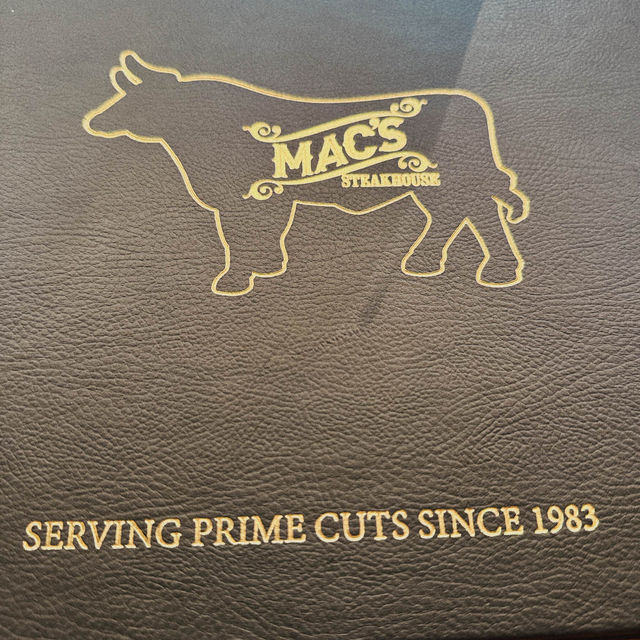 MAC'S
STEAKHOUSE
SERVING PRIME CUTS SINCE 1983